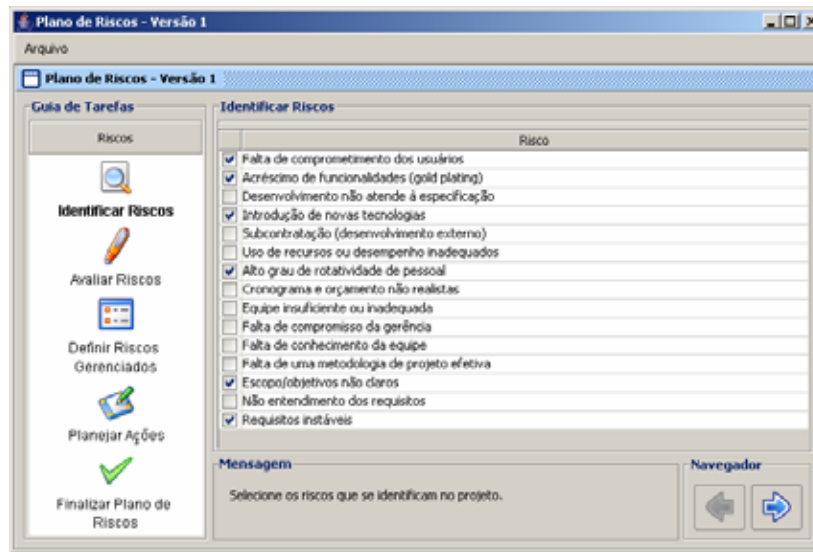 Plano de Riscos - Versão 1
Arquivo
Plano de Riscos - Versão 1
Guia de Tarefas
Riscos
Identificar Riscos
Avaliar Riscos
Definir Riscos
Gerenciados
Planejar Ações
Finalizar Plano de
Riscos
Identificar Riscos
Risco
Falta de comprometimento dos usuários
Acréscimo de funcionalidades (gold plating)
Desenvolvimento não atende à especificação
Introdução de novas tecnologias
Subcontratação (desenvolvimento externo)
Uso de recursos ou desempenho inadequados
Alto grau de rotatividade de pessoal
Cronograma e orçamento não realistas
Equipe insuficiente ou inadequada
Falta de compromisso da gerência
Falta de conhecimento da equipe
Falta de uma metodologia de projeto efetiva
Escopo/objetivos não claros
Não entendimento dos requisitos
Requisitos instáveis
Mensagem
Selecione os riscos que se identificam no projeto.
Navegador